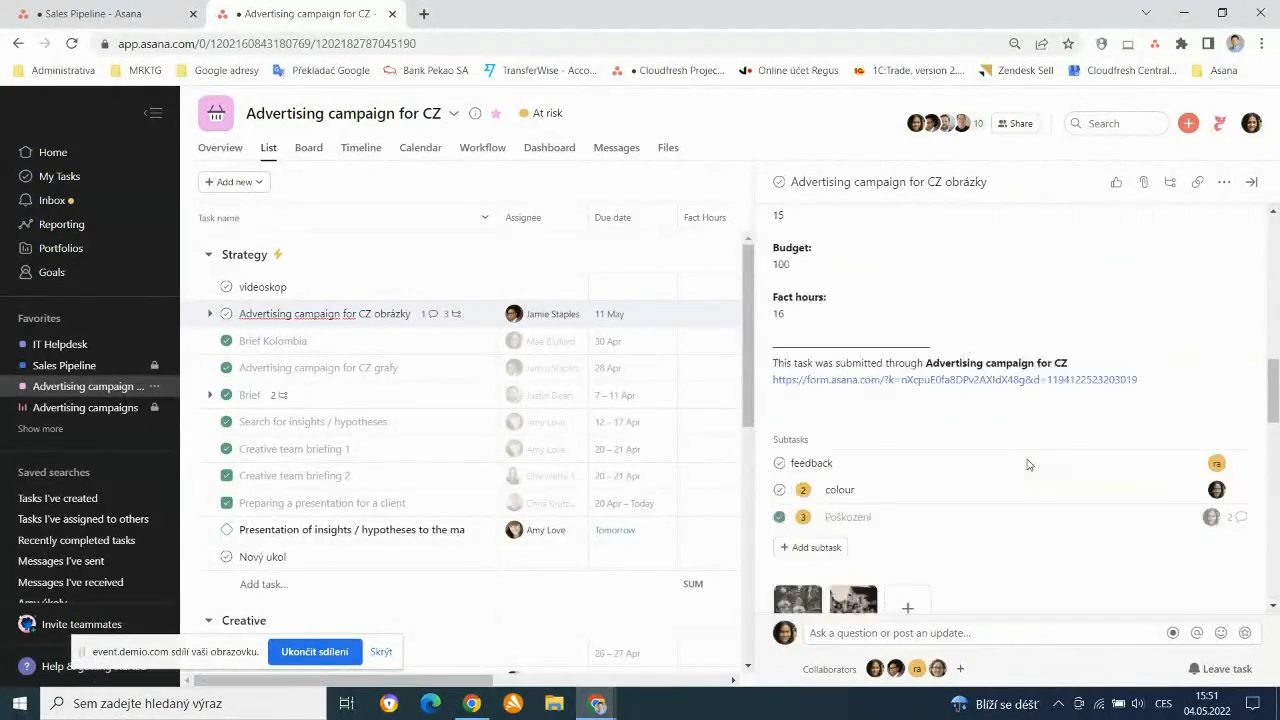 Sales Pipeline - Asana
Advertising campaign for CZ -
app.asana.com/0/1202160843180769/1202182787045190
Administrativa
MRKTG
Google adresy
Překladač Google
Bank Pekao SA
TransferWise - Acco...
Cloudfresh Projec...
Online účet Regus
1C:Trade, version 2....
Zendesk Sell
Cloudfresh Central...
Asana
Advertising campaign for CZ
At risk
10
Share
Search
Overview
List
Board
Timeline
Calendar
Workflow
Dashboard
Messages
Files
Home
My Tasks
Inbox
Reporting
Portfolios
Goals
Favorites
IT Helpdesk
Sales Pipeline
Advertising campaign ...
Advertising campaigns
Show more
Saved searches
Tasks I've created
Tasks I've assigned to others
Recently completed tasks
Messages I've sent
Messages I've received
Invite teammates
+ Add new
Task name
Assignee
Due date
Fact Hours
Strategy
videoskop
Advertising campaign for CZ obrázky 1 3 Jamie Staples 11 May
Brief Kolombia Mae Bluford 30 Apr
Advertising campaign for CZ grafy Jamie Staples 28 Apr
Brief 2 Justin Dean 7 – 11 Apr
Search for insights / hypotheses Amy Love 12 – 17 Apr
Creative team briefing 1 Amy Love 20 – 21 Apr
Creative team briefing 2 20 – 21 Apr
Preparing a presentation for a client 20 Apr – Today
Presentation of insights / hypotheses to the ma Amy Love Tomorrow
Nový ukol
Add task...
SUM
Creative
26 – 27 Apr
Advertising campaign for CZ obrázky
15
Budget:
100
Fact hours:
16
This task was submitted through Advertising campaign for CZ
https://form.asana.com/?k=nXcpuE0fa8DPv2AXIdX48g&d=1194122523203019
Subtasks
feedback ra
2 colour
3 Poškození 2
+ Add subtask
Ask a question or post an update...
Collaborators
ra
Leave task
event.demio.com sdílí vaši obrazovku.
Ukončit sdílení
Skrýt
Sem zadejte hledaný výraz
Blíží se déšť
CES
15:51
04.05.2022